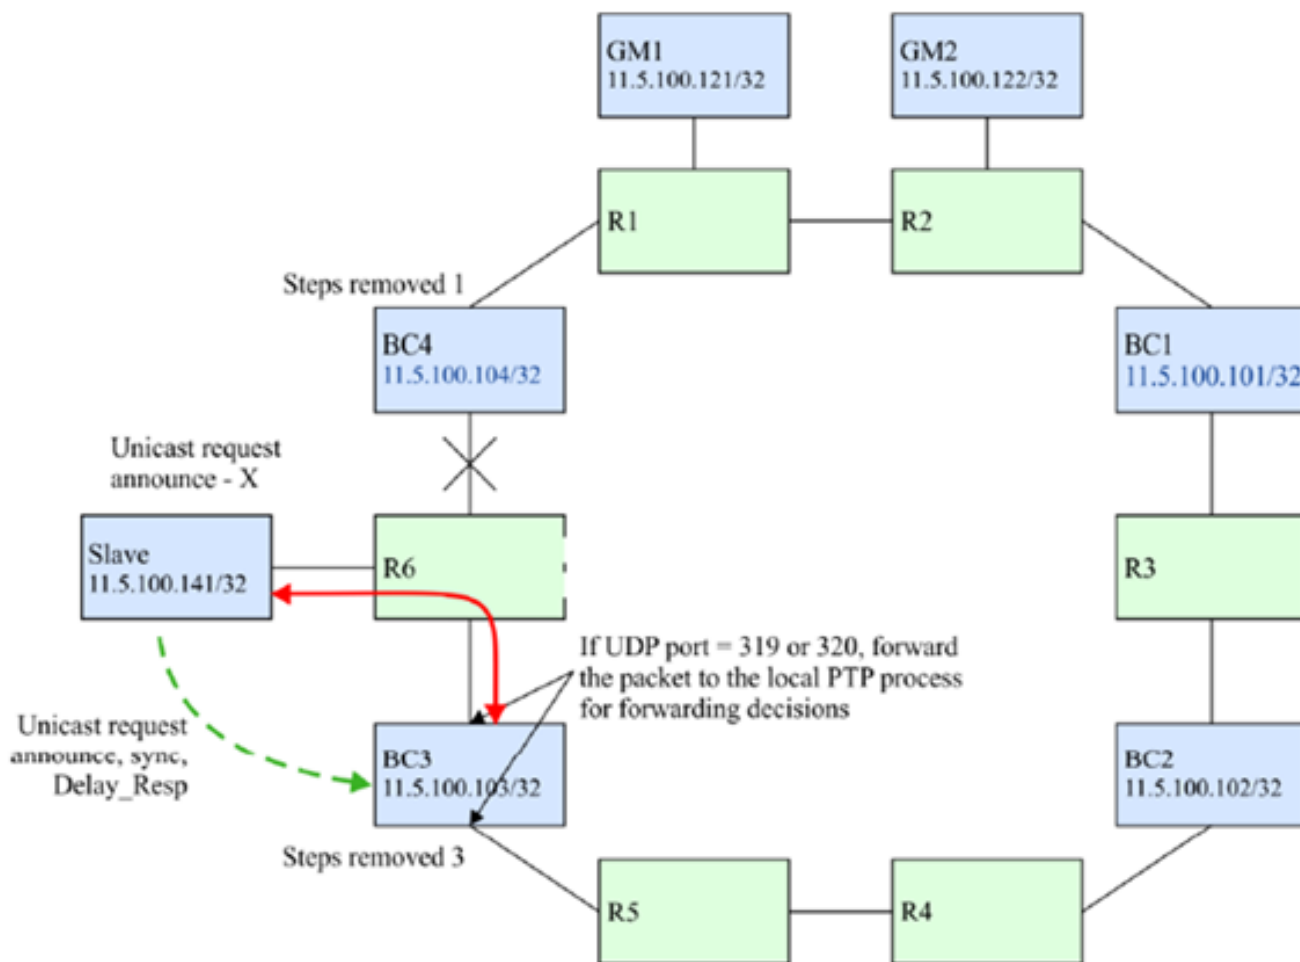 GM1
11.5.100.121/32
GM2
11.5.100.122/32
R1
R2
Steps removed 1
BC4
11.5.100.104/32
BC1
11.5.100.101/32
Unicast request
announce - X
Slave
11.5.100.141/32
R6
R3
If UDP port = 319 or 320, forward
the packet to the local PTP process
for forwarding decisions
Unicast request
announce, sync,
Delay_Resp
BC3
11.5.100.103/32
BC2
11.5.100.102/32
Steps removed 3
R5
R4